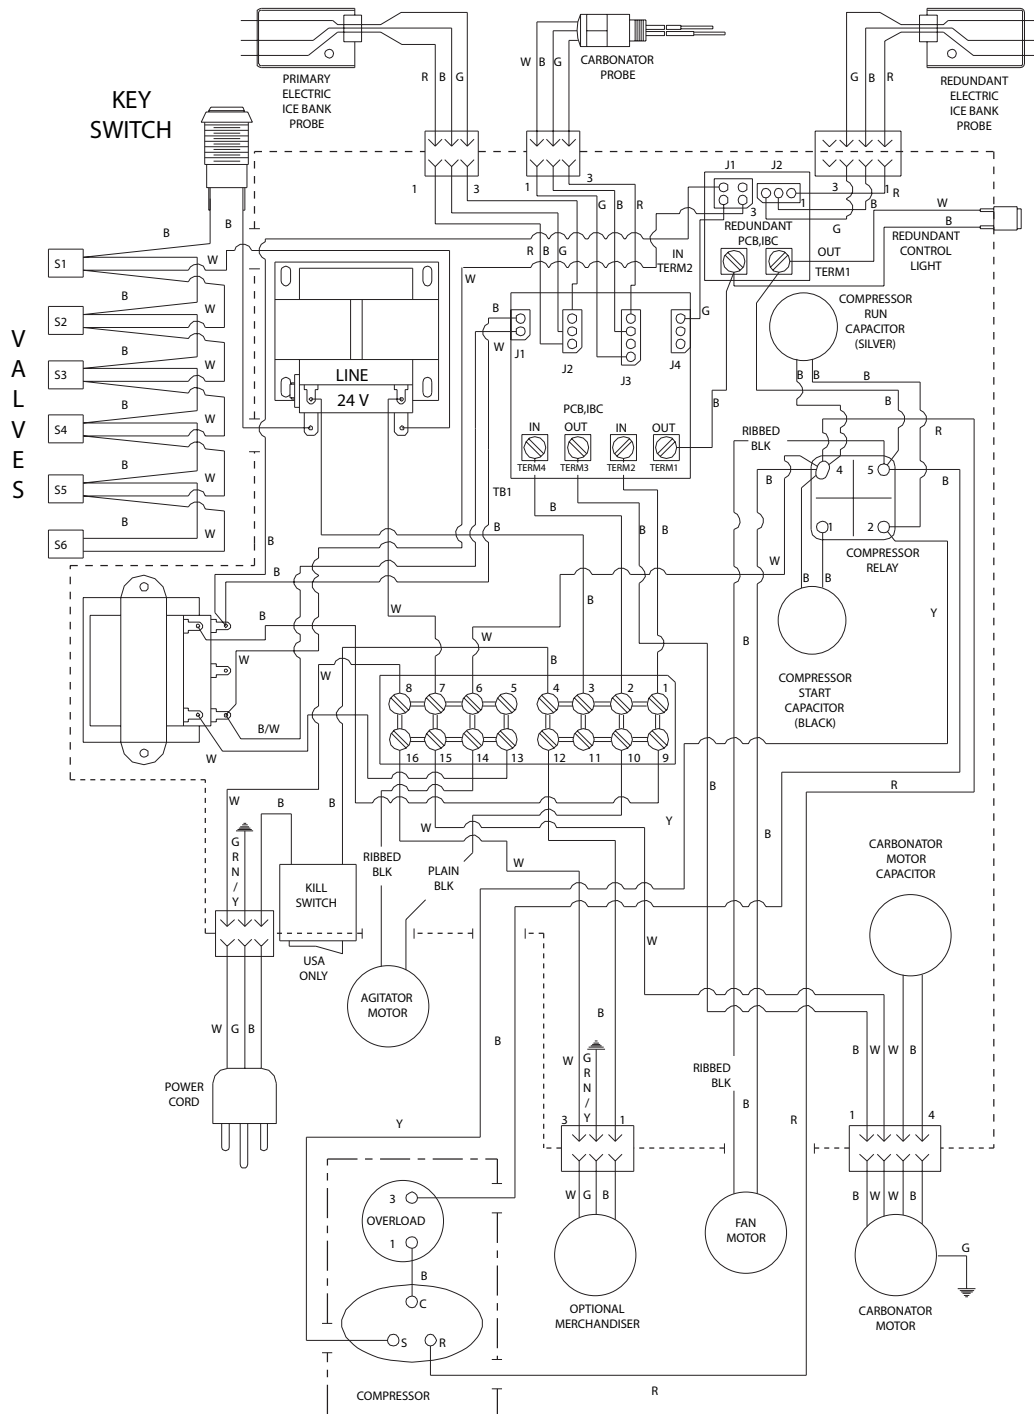 PRIMARY
ELECTRIC
ICE BANK
PROBE
R B G
W B G
CARBONATOR
PROBE
G B R
REDUNDANT
ELECTRIC
ICE BANK
PROBE
KEY
SWITCH
1 3
1 3
3 1
J1 J2
R
B
3 1
G
W
B
REDUNDANT
CONTROL
LIGHT
REDUNDANT
PCB,IBC
IN
TERM2
OUT
TERM1
B
B
W
G B R
R B G
W
VALVES
S1
B
W
S2
B
W
S3
B
W
S4
B
W
S5
B
W
S6
B
W
LINE
24 V
B
W
J1
J2
J3
J4
G
B
PCB,IBC
IN
OUT
IN
OUT
TERM4
TERM3
TERM2
TERM1
TB1
COMPRESSOR
RUN
CAPACITOR
(SILVER)
B B
B
R
RIBBED
BLK
B
B
4 5
1 2
COMPRESSOR
RELAY
W
B B
Y
COMPRESSOR
START
CAPACITOR
(BLACK)
B
B
B
B B
B
W
W
B
W
W
B
B/W
W
B
8 7 6 5 4 3 2 1
16 15 14 13 12 11 10 9
W
B
B
GRN/Y
KILL
SWITCH
USA
ONLY
RIBBED
BLK
PLAIN
BLK
W
W
Y
B
B
R
W
CARBONATOR
MOTOR
CAPACITOR
AGITATOR
MOTOR
W G B
POWER
CORD
B
B
W
GRN/Y
RIBBED
BLK
B
B W W B
R
Y
3 1
1 4
W G B
B W W B
3
OVERLOAD
1
B
C
S R
COMPRESSOR
OPTIONAL
MERCHANDISER
FAN
MOTOR
CARBONATOR
MOTOR
G
R